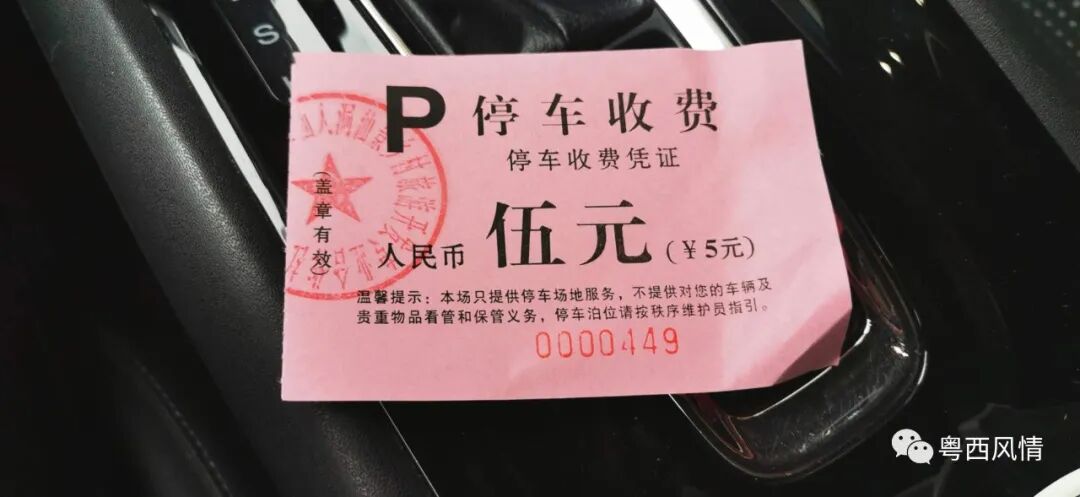 S
P 停车收费
停车收费凭证
(盖章有效)
人民币 伍元 (¥5元)
温馨提示：本场只提供停车场地服务，不提供对您的车辆及
贵重物品看管和保管义务，停车泊位请按秩序维护员指引。
0000449
粤西风情